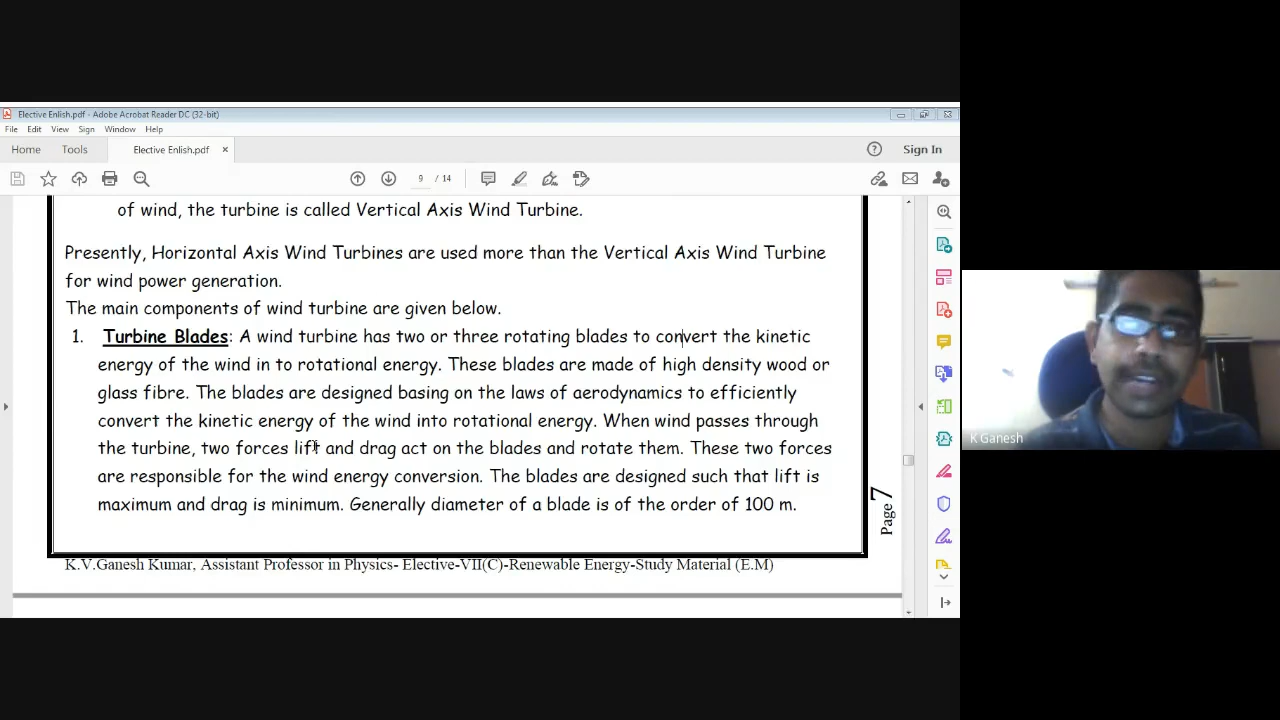 Elective Enlish.pdf - Adobe Acrobat Reader DC (32-bit)
File Edit View Sign Window Help
Home Tools Elective Enlish.pdf × Sign In
9 / 14
of wind, the turbine is called Vertical Axis Wind Turbine.
Presently, Horizontal Axis Wind Turbines are used more than the Vertical Axis Wind Turbine
for wind power generation.
The main components of wind turbine are given below.
1. Turbine Blades: A wind turbine has two or three rotating blades to convert the kinetic
energy of the wind in to rotational energy. These blades are made of high density wood or
glass fibre. The blades are designed basing on the laws of aerodynamics to efficiently
convert the kinetic energy of the wind into rotational energy. When wind passes through
the turbine, two forces lift and drag act on the blades and rotate them. These two forces
are responsible for the wind energy conversion. The blades are designed such that lift is
maximum and drag is minimum. Generally diameter of a blade is of the order of 100 m.
Page 7
K.V.Ganesh Kumar, Assistant Professor in Physics- Elective-VII(C)-Renewable Energy-Study Material (E.M)
K Ganesh